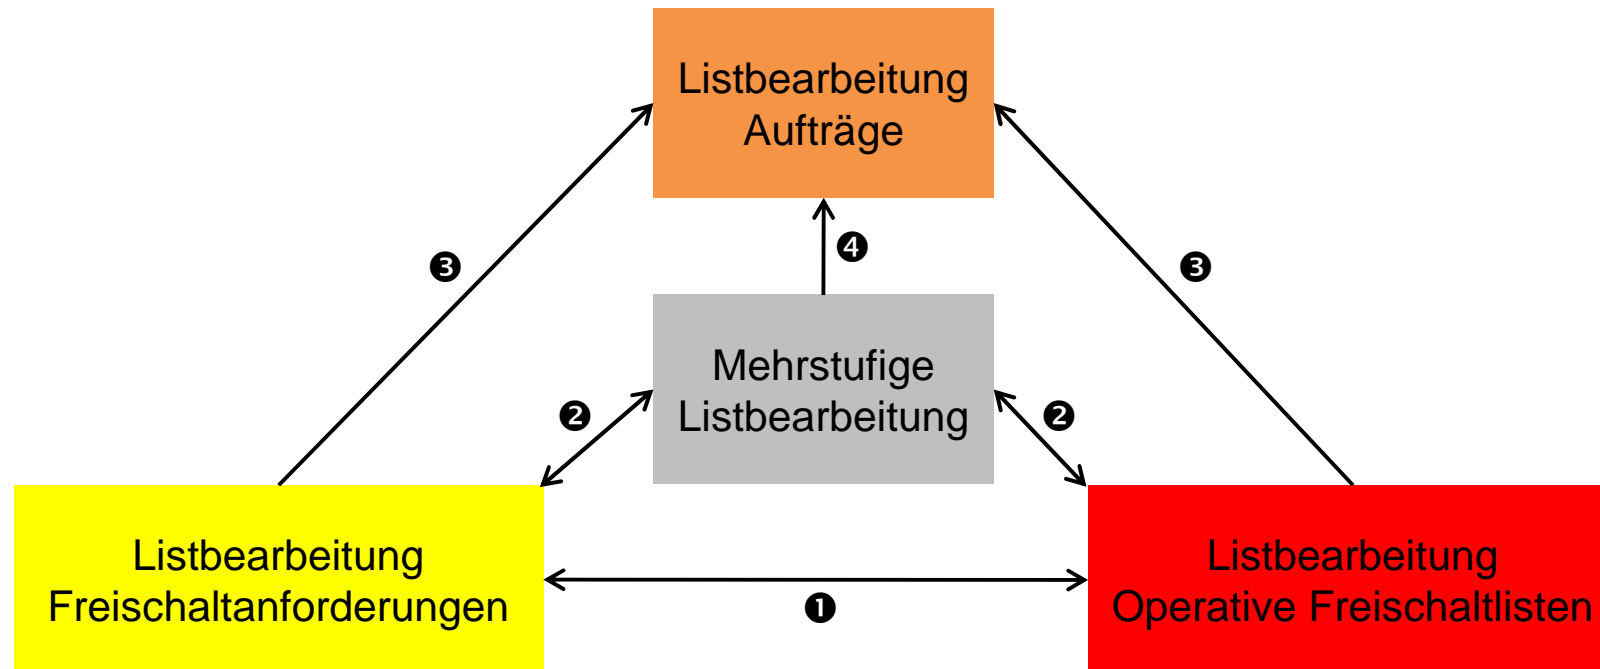 Listbearbeitung
Aufträge
❸
❹
❸
Mehrstufige
Listbearbeitung
❷
❷
Listbearbeitung
Freischaltanforderungen
❶
Listbearbeitung
Operative Freischaltlisten